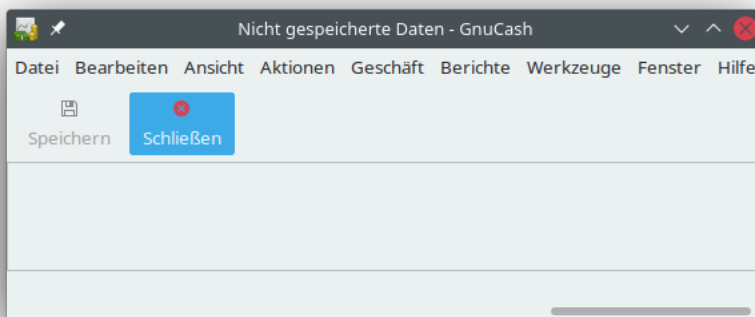 Nicht gespeicherte Daten - GnuCash
Datei Bearbeiten Ansicht Aktionen Geschäft Berichte Werkzeuge Fenster Hilfe
Speichern Schließen